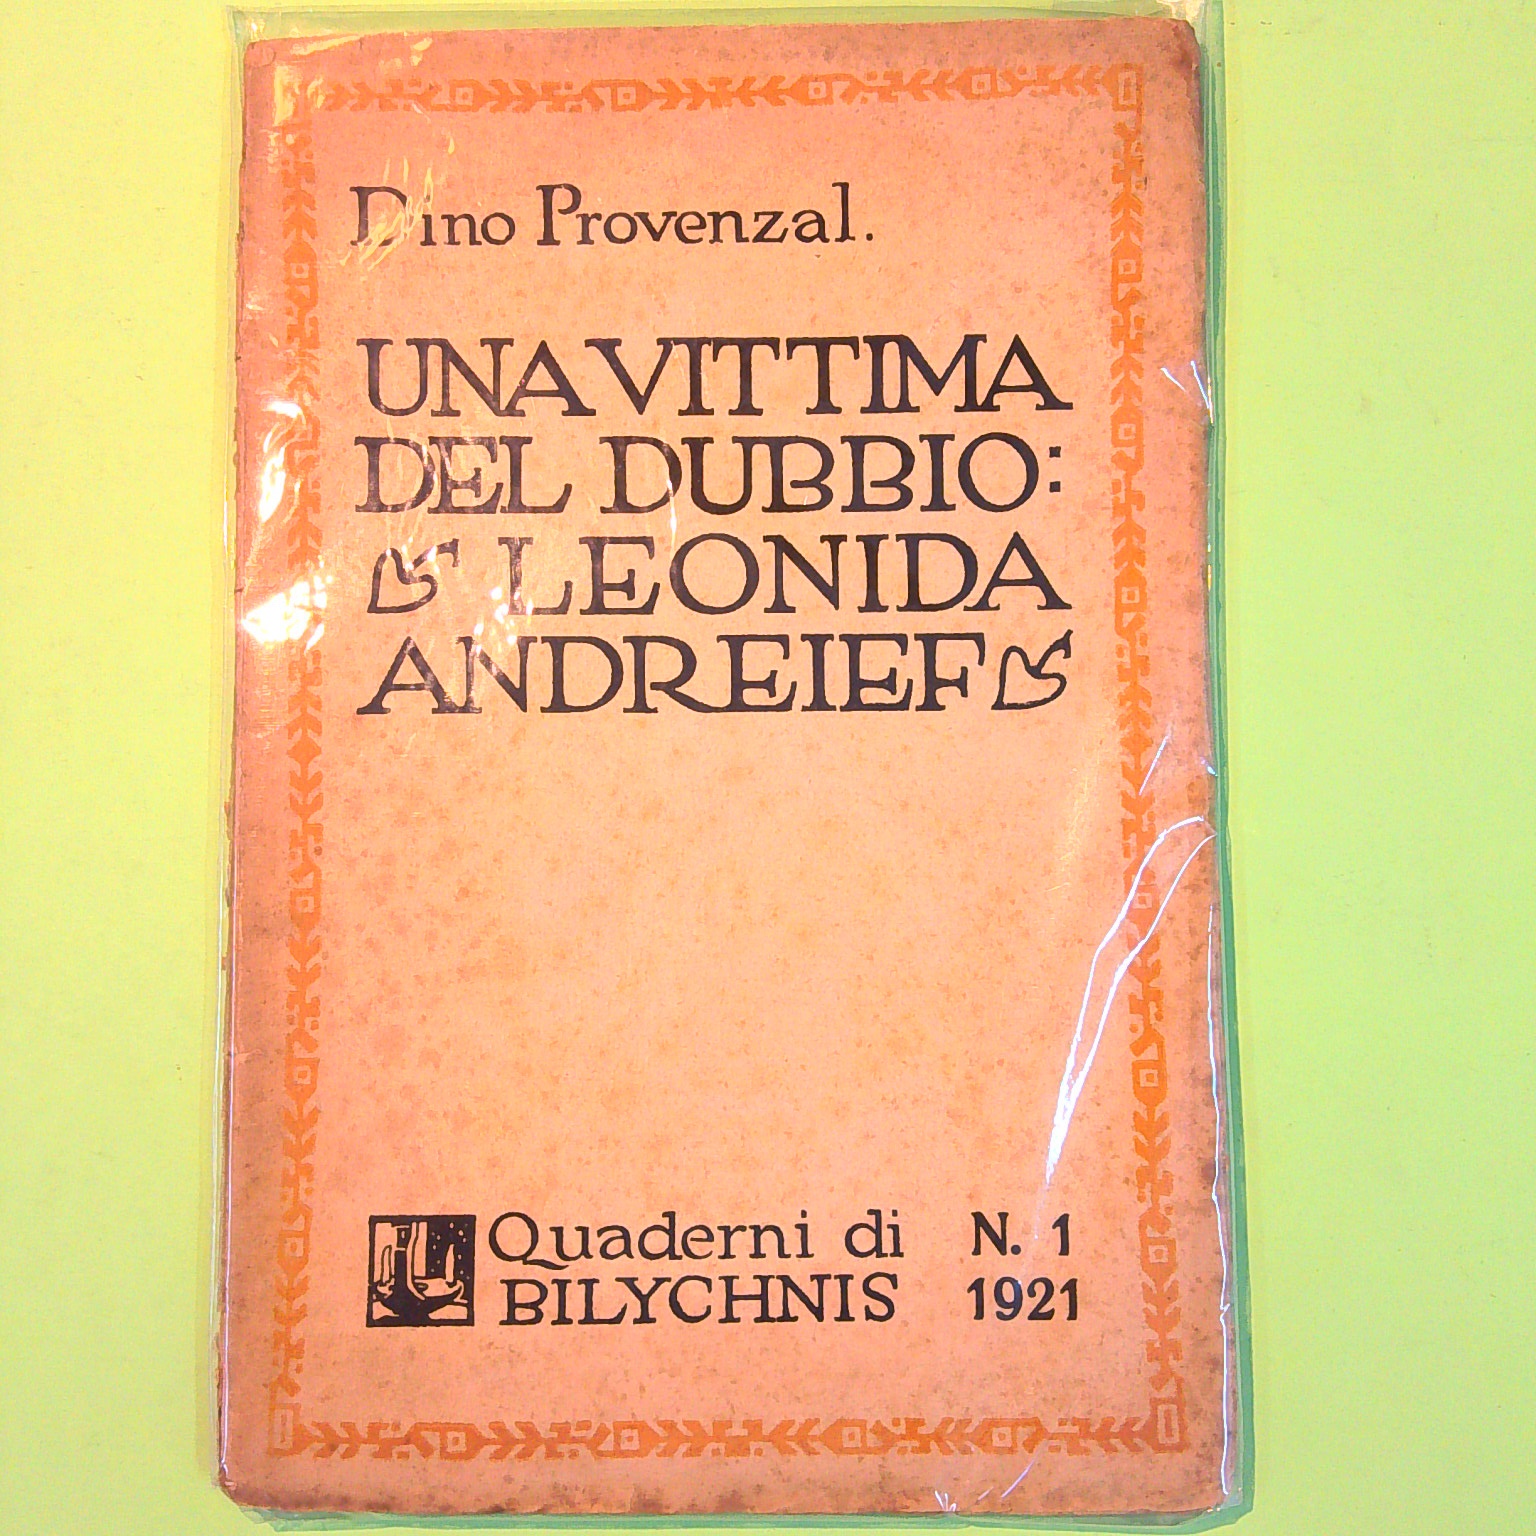 Dino Provenzal.
UNA VITTIMA
DEL DUBBIO:
LEONIDA
ANDREIEF
Quaderni di N. 1
BILYCHNIS 1921